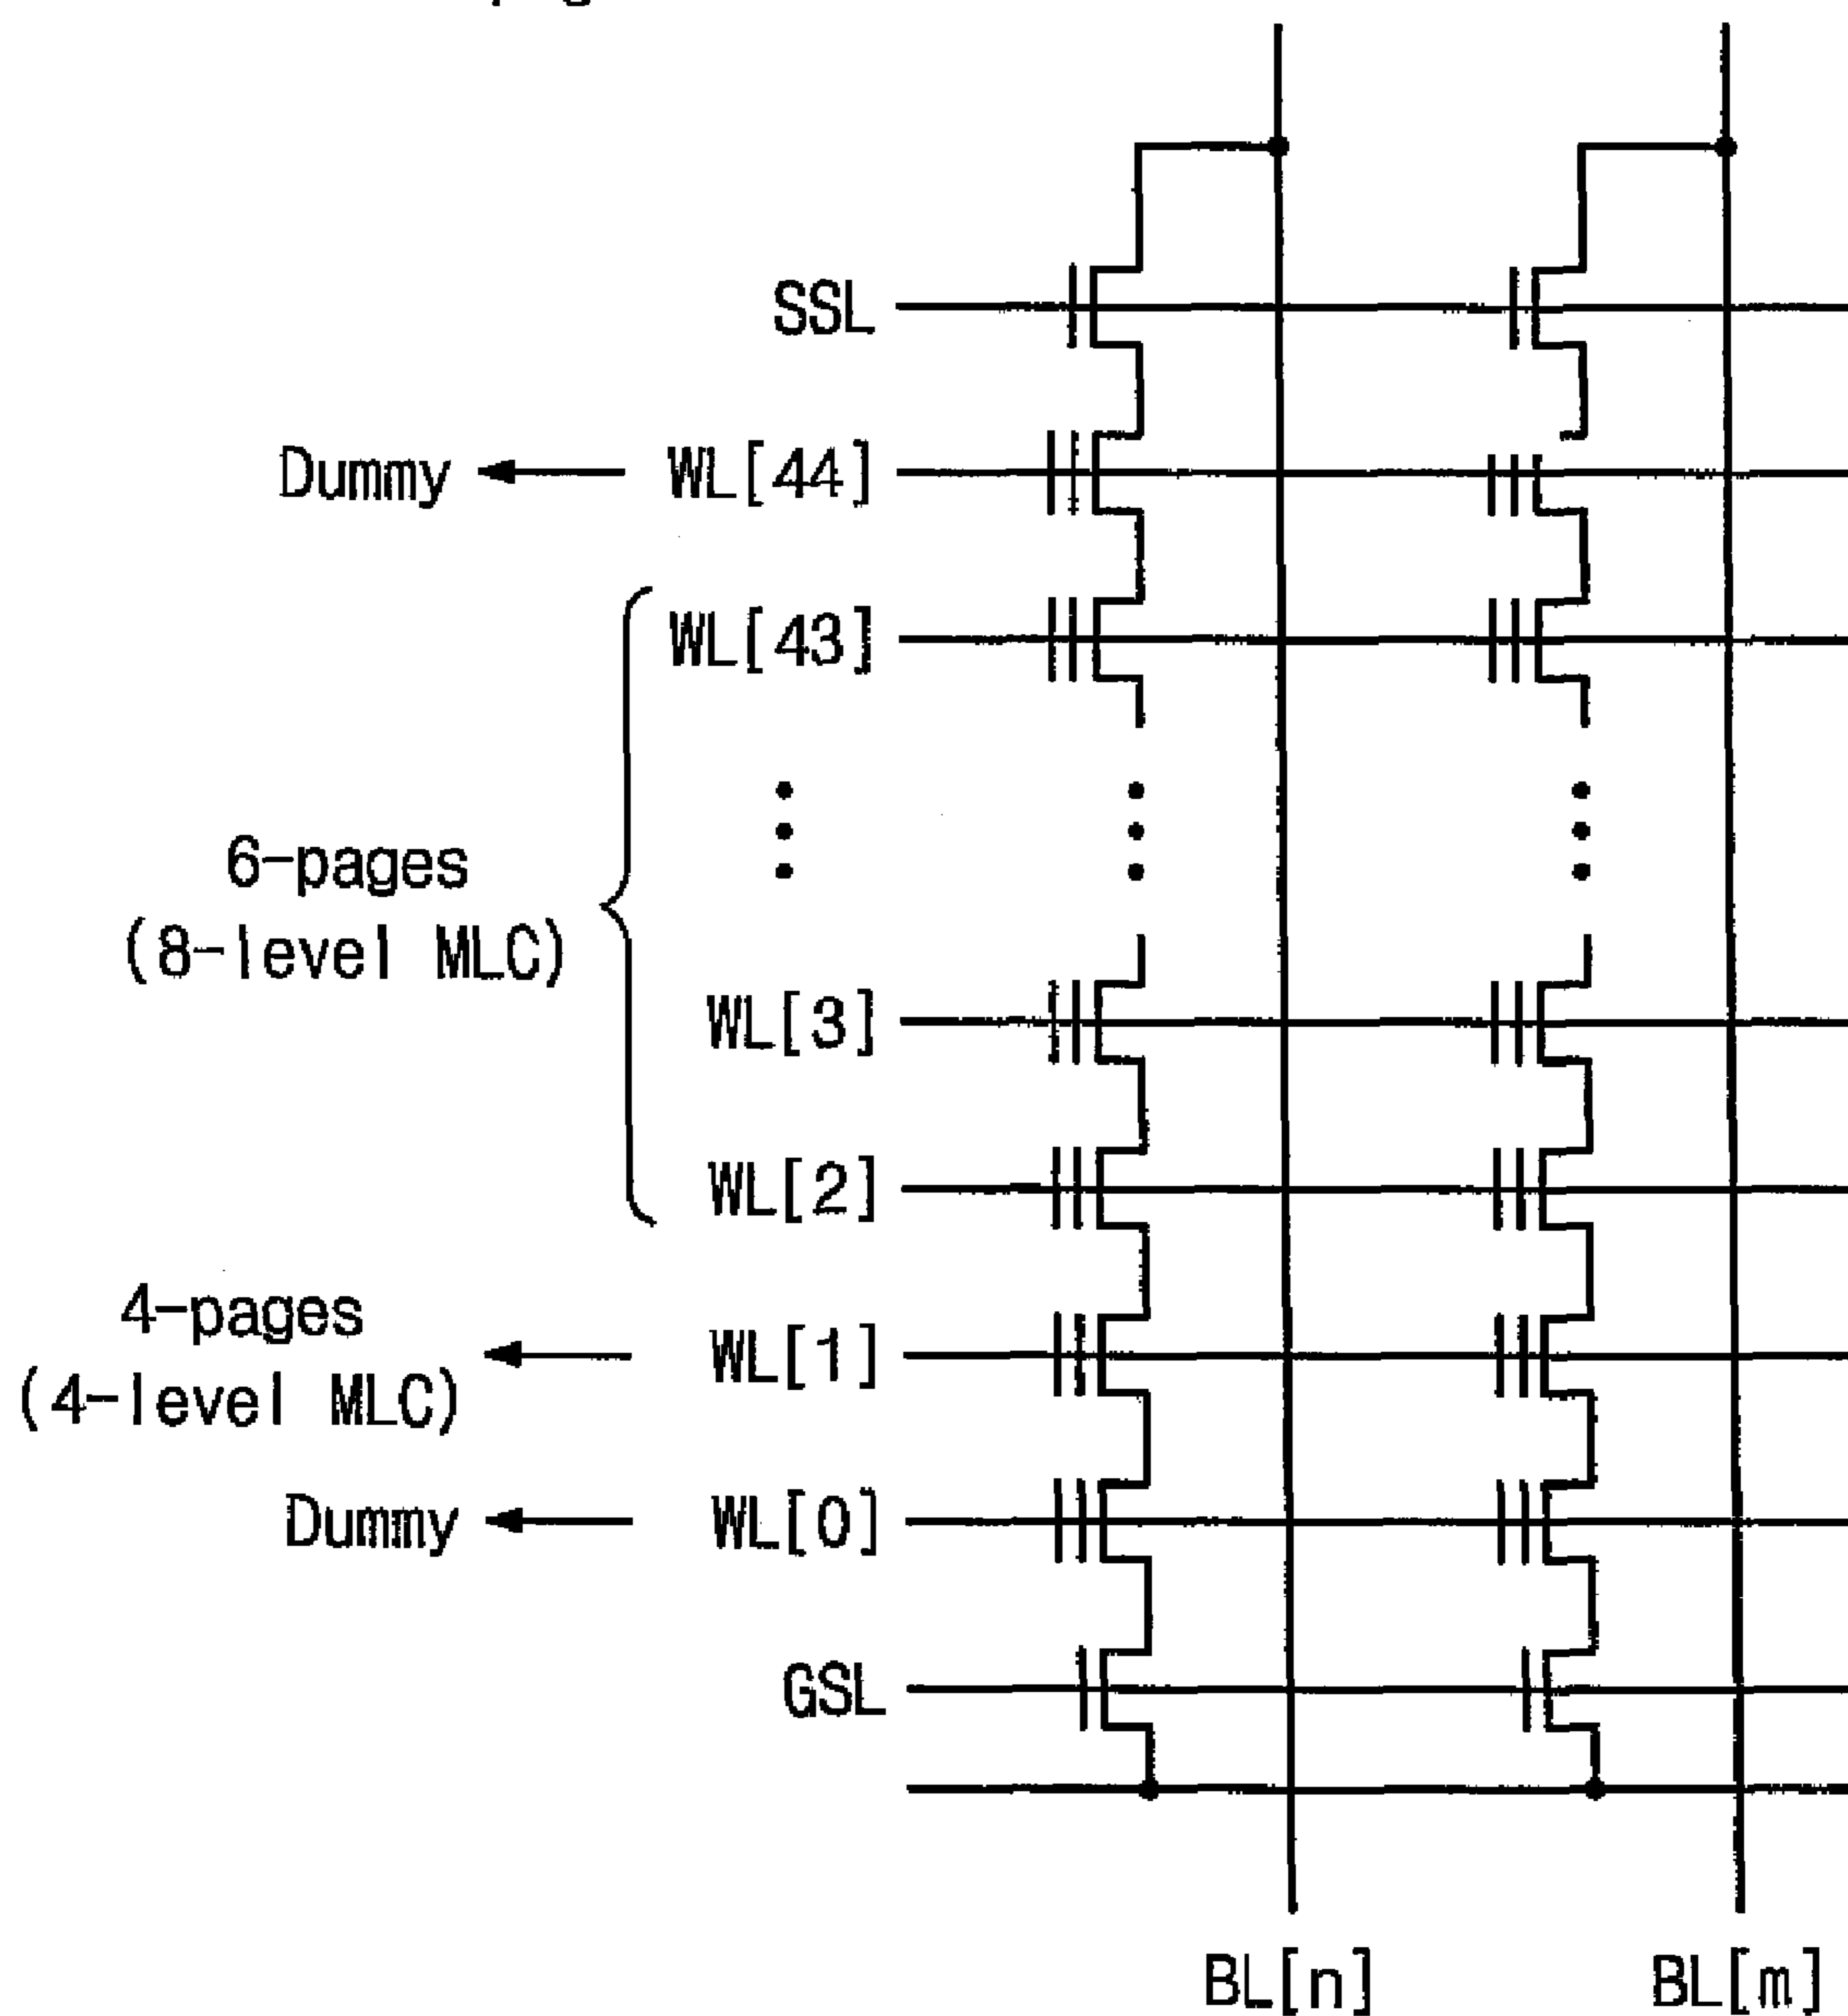 SSL
Dummy WL[44]
WL[43]
6-pages
(8-level MLC)
WL[3]
WL[2]
4-pages
(4-level MLC)
WL[1]
Dummy WL[0]
GSL
BL[n] BL[m]